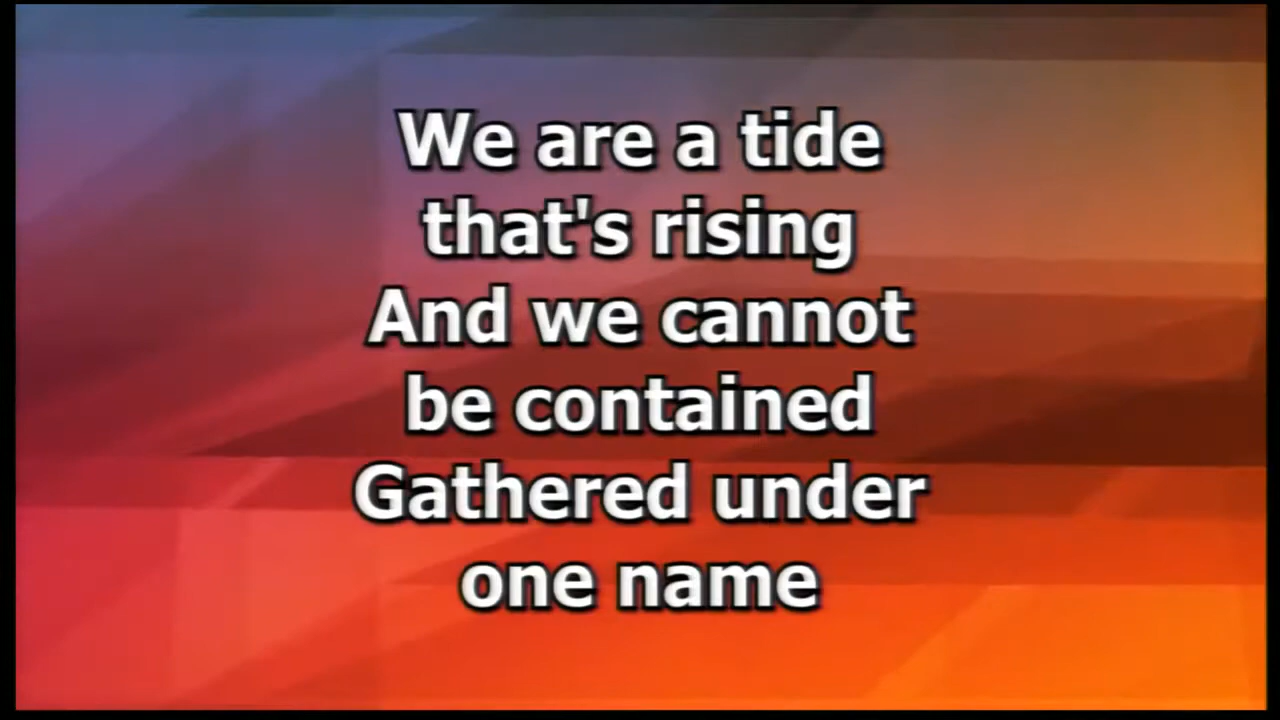 We are a tide
that's rising
And we cannot
be contained
Gathered under
one name